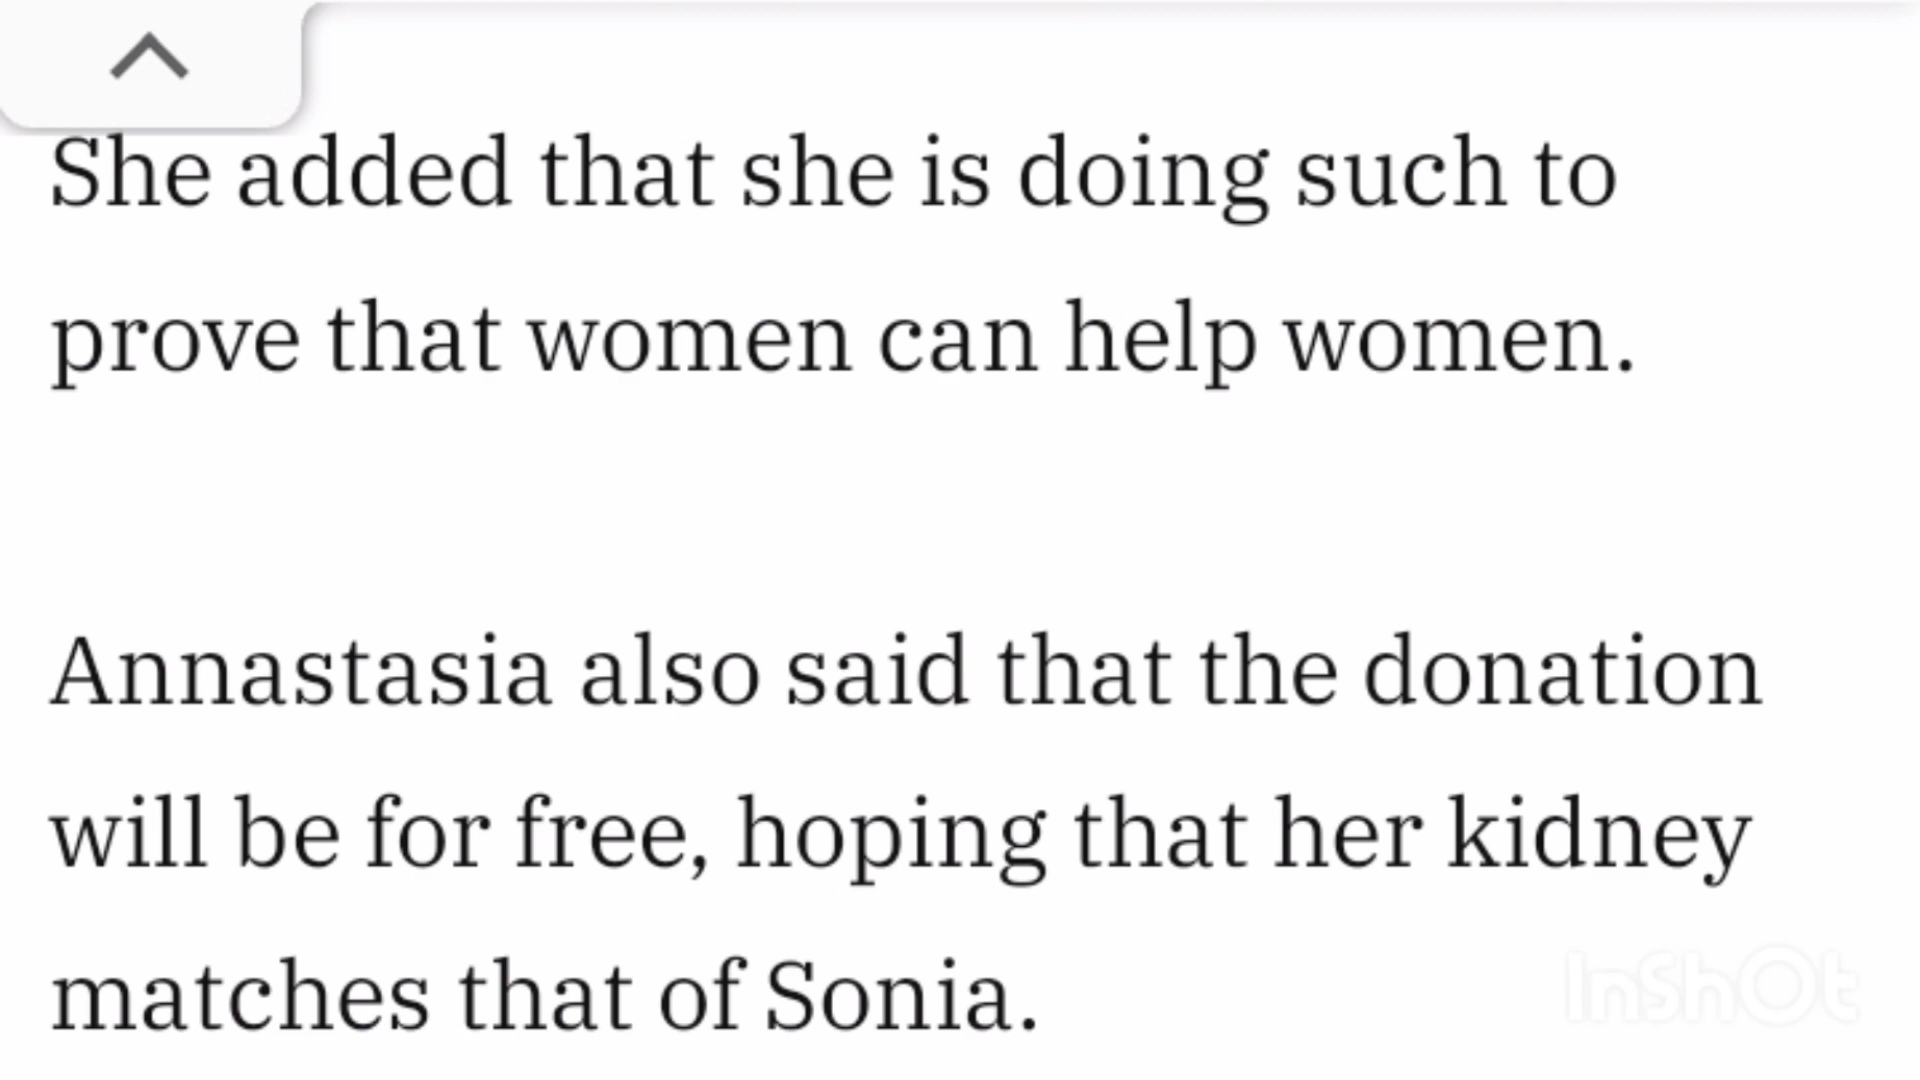 She added that she is doing such to
prove that women can help women.
Annastasia also said that the donation
will be for free, hoping that her kidney
matches that of Sonia.
InShOt